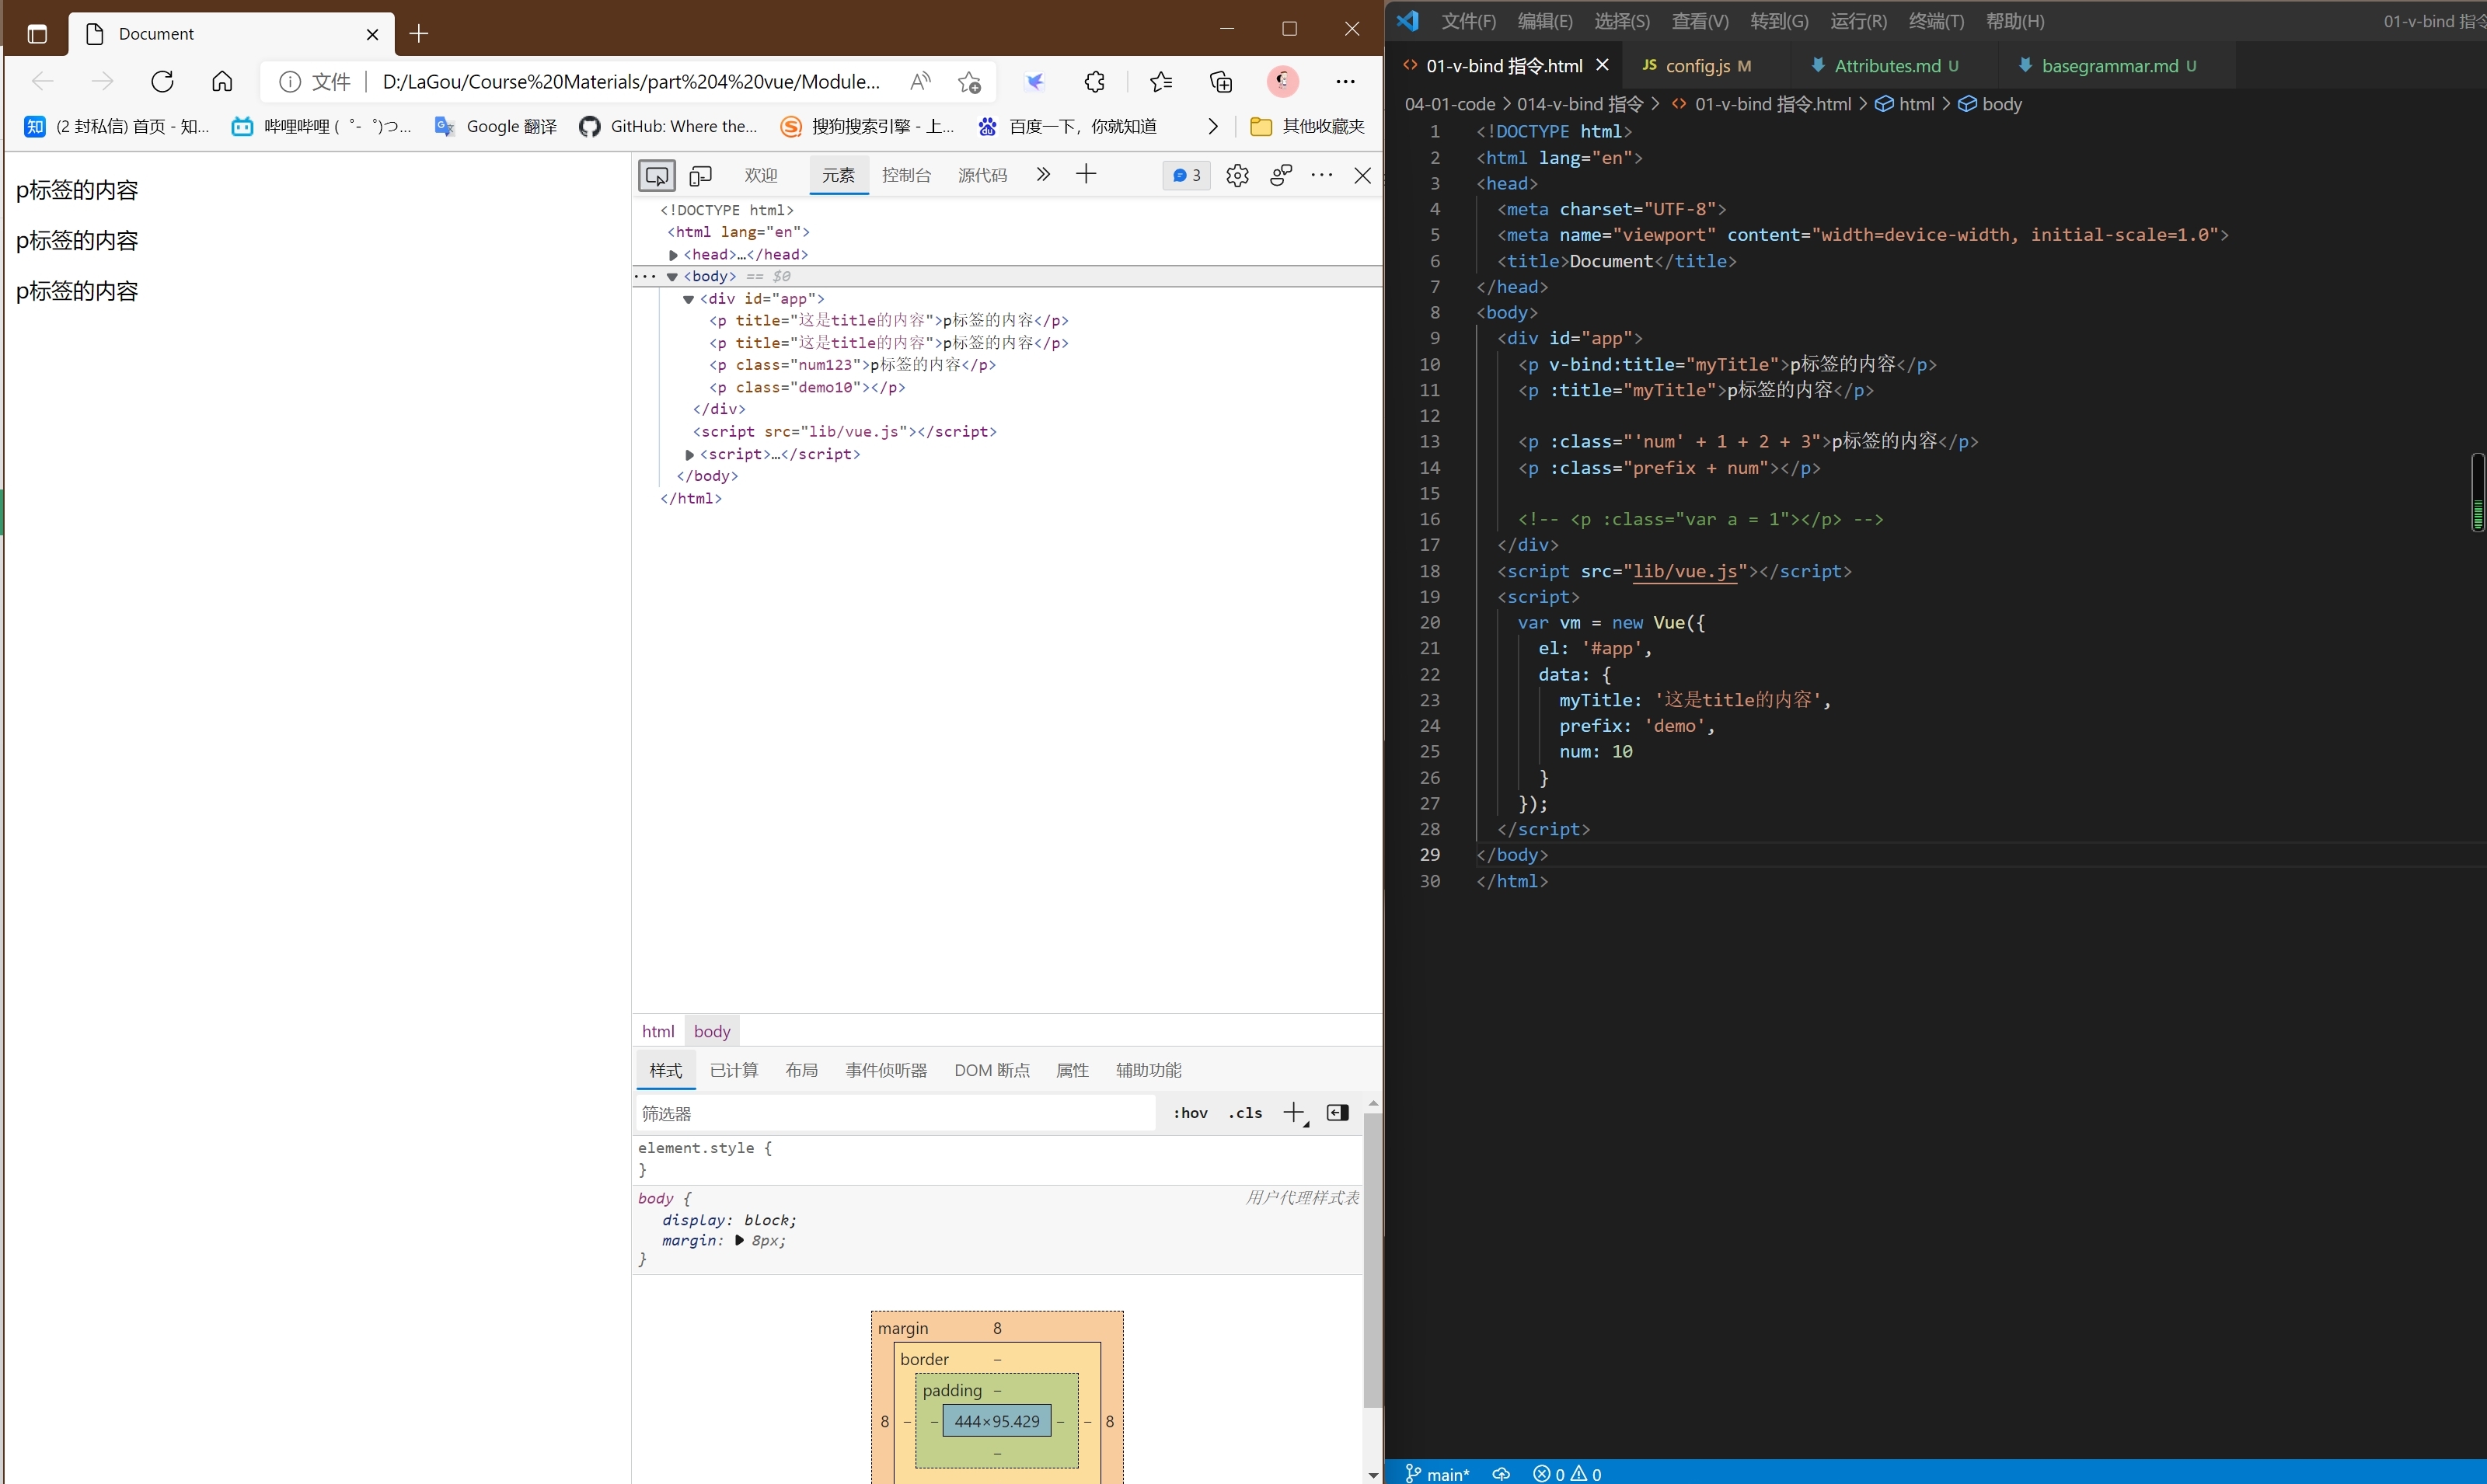 Document
文件 D:/LaGou/Course%20Materials/part%204%20vue/Module...
(2 封私信) 首页 - 知... 哔哩哔哩 ( ゜- ゜)つ... Google 翻译 GitHub: Where the... 搜狗搜索引擎 - 上... 百度一下，你就知道 其他收藏夹
p标签的内容
p标签的内容
p标签的内容
欢迎 元素 控制台 源代码 3
<!DOCTYPE html>
<html lang="en">
<head>…</head>
<body> == $0
<div id="app">
<p title="这是title的内容">p标签的内容</p>
<p title="这是title的内容">p标签的内容</p>
<p class="num123">p标签的内容</p>
<p class="demo10"></p>
</div>
<script src="lib/vue.js"></script>
<script>…</script>
</body>
</html>
html body
样式 已计算 布局 事件侦听器 DOM 断点 属性 辅助功能
筛选器 :hov .cls
element.style {
}
body { 用户代理样式表
display: block;
margin: 8px;
}
margin 8
border –
padding –
8 – – 444×95.429 – – 8
–
文件(F) 编辑(E) 选择(S) 查看(V) 转到(G) 运行(R) 终端(T) 帮助(H) 01-v-bind 指令
01-v-bind 指令.html JS config.js M Attributes.md U basegrammar.md U
04-01-code > 014-v-bind 指令 > 01-v-bind 指令.html > html > body
1 <!DOCTYPE html>
2 <html lang="en">
3 <head>
4 <meta charset="UTF-8">
5 <meta name="viewport" content="width=device-width, initial-scale=1.0">
6 <title>Document</title>
7 </head>
8 <body>
9 <div id="app">
10 <p v-bind:title="myTitle">p标签的内容</p>
11 <p :title="myTitle">p标签的内容</p>
12
13 <p :class="'num' + 1 + 2 + 3">p标签的内容</p>
14 <p :class="prefix + num"></p>
15
16 <!-- <p :class="var a = 1"></p> -->
17 </div>
18 <script src="lib/vue.js"></script>
19 <script>
20 var vm = new Vue({
21 el: '#app',
22 data: {
23 myTitle: '这是title的内容',
24 prefix: 'demo',
25 num: 10
26 }
27 });
28 </script>
29 </body>
30 </html>
main* 0 0